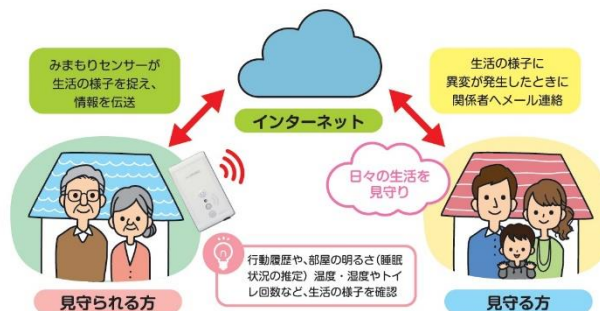 みまもりセンサーが
生活の様子を捉え、
情報を伝送
インターネット
生活の様子に
異変が発生したときに
関係者へメール連絡
日々の生活を
見守り
行動履歴や、部屋の明るさ(睡眠
状況の推定)温度・湿度やトイ
レ回数など、生活の様子を確認
見守られる方
見守る方